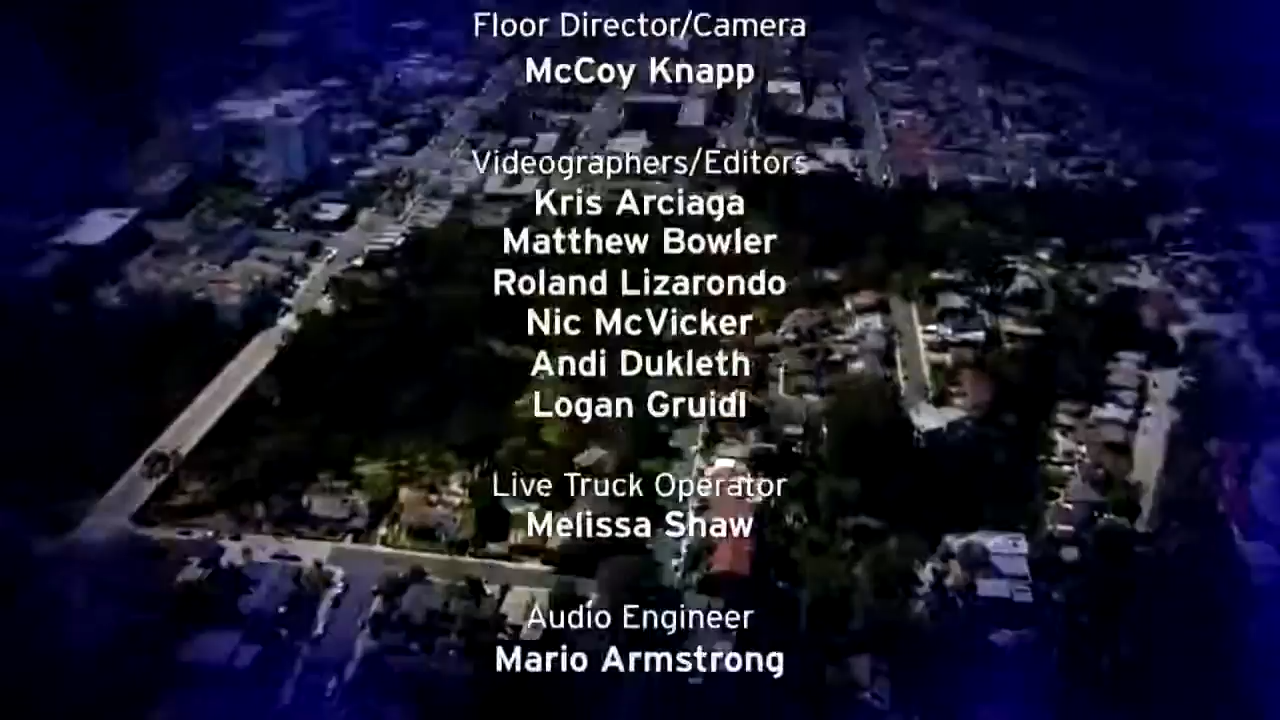 Floor Director/Camera
McCoy Knapp
Videographers/Editors
Kris Arciaga
Matthew Bowler
Roland Lizarondo
Nic McVicker
Andi Dukleth
Logan Gruidl
Live Truck Operator
Melissa Shaw
Audio Engineer
Mario Armstrong